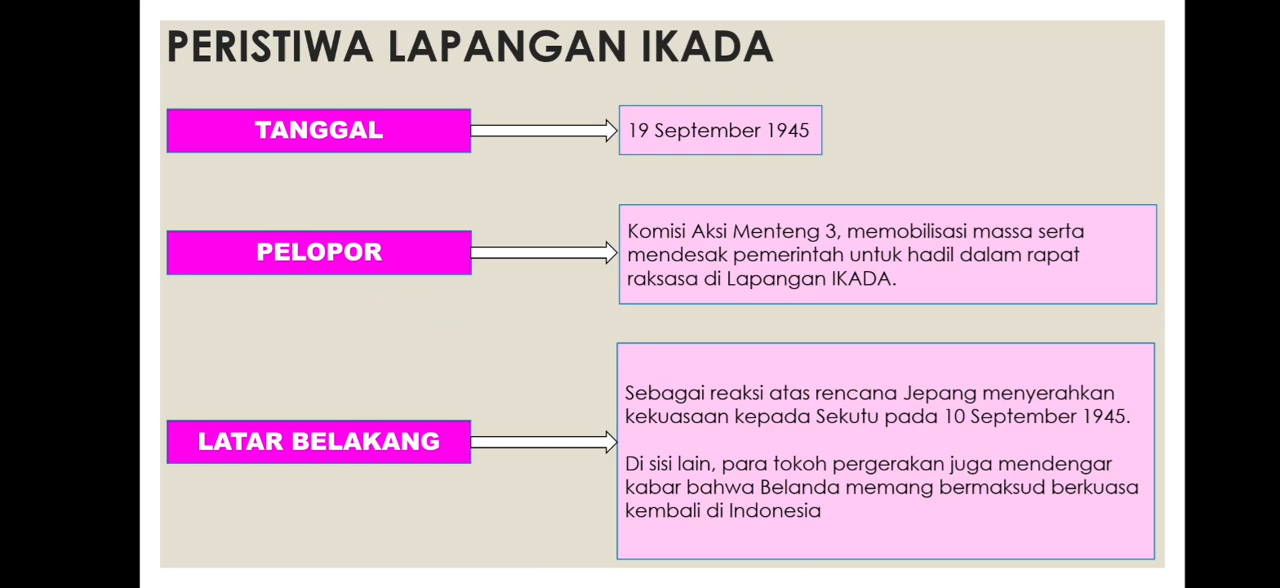 PERISTIWA LAPANGAN IKADA
TANGGAL
19 September 1945
PELOPOR
Komisi Aksi Menteng 3, memobilisasi massa serta
mendesak pemerintah untuk hadil dalam rapat
raksasa di Lapangan IKADA.
LATAR BELAKANG
Sebagai reaksi atas rencana Jepang menyerahkan
kekuasaan kepada Sekutu pada 10 September 1945.
Di sisi lain, para tokoh pergerakan juga mendengar
kabar bahwa Belanda memang bermaksud berkuasa
kembali di Indonesia